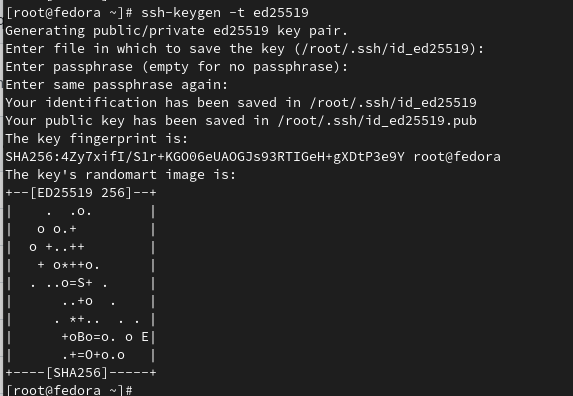 [root@fedora ~]# ssh-keygen -t ed25519
Generating public/private ed25519 key pair.
Enter file in which to save the key (/root/.ssh/id_ed25519):
Enter passphrase (empty for no passphrase):
Enter same passphrase again:
Your identification has been saved in /root/.ssh/id_ed25519
Your public key has been saved in /root/.ssh/id_ed25519.pub
The key fingerprint is:
SHA256:4Zy7xifI/S1r+KGO06eUAOGJs93RTIGeH+gXDtP3e9Y root@fedora
The key's randomart image is:
+--[ED25519 256]--+
|    .  .o.       |
|   o o.+         |
|  o +..++        |
|   + o*++o.      |
|  . ..o=S+ .     |
|      ..+o  .    |
|     . *+..  . . |
|      +oBo=o. o E|
|      .+=O+o.o   |
+----[SHA256]-----+
[root@fedora ~]#